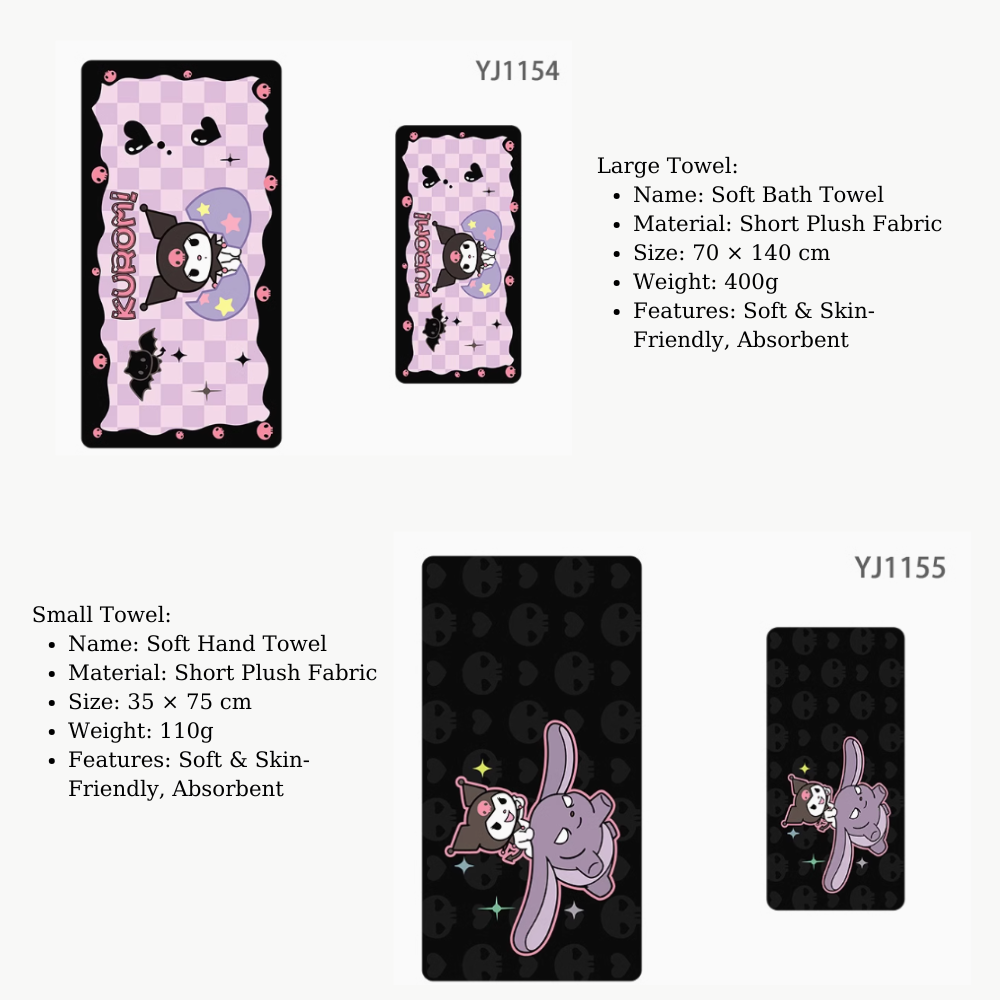 YJ1154
KUROMI
KUROMI
Large Towel:
• Name: Soft Bath Towel
• Material: Short Plush Fabric
• Size: 70 × 140 cm
• Weight: 400g
• Features: Soft & Skin-
Friendly, Absorbent
YJ1155
Small Towel:
• Name: Soft Hand Towel
• Material: Short Plush Fabric
• Size: 35 × 75 cm
• Weight: 110g
• Features: Soft & Skin-
Friendly, Absorbent